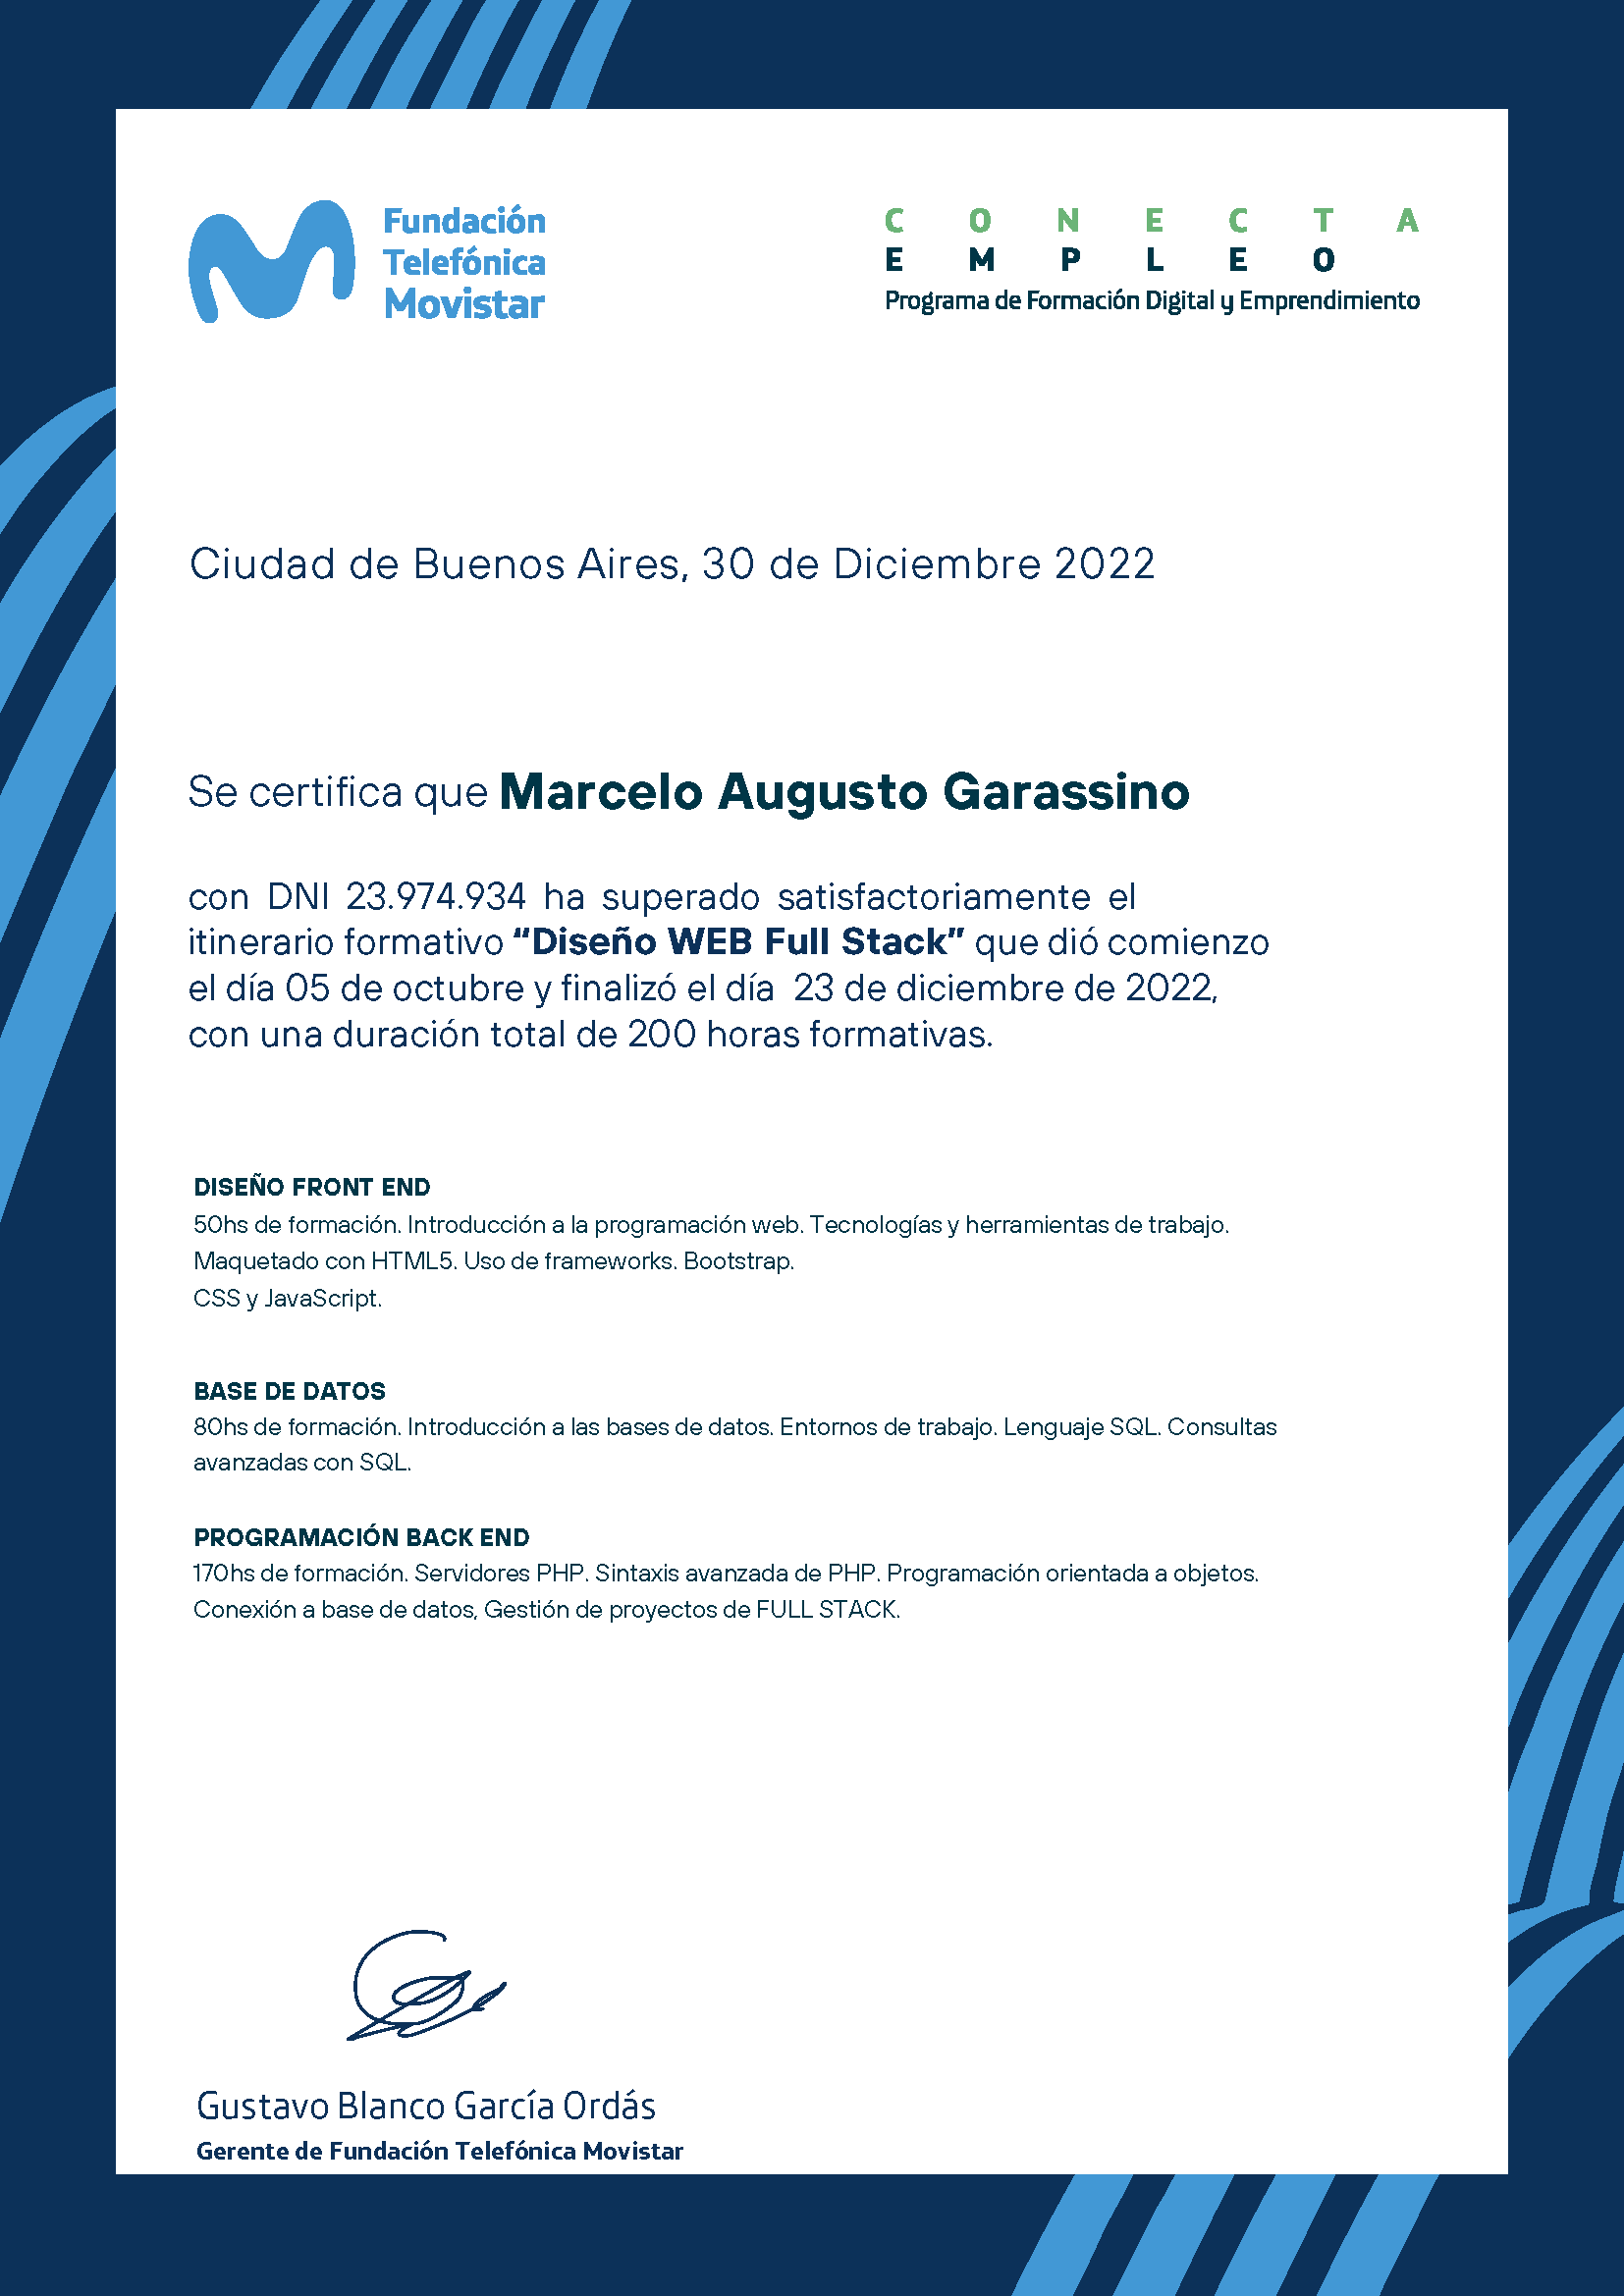 Fundación
Telefónica
Movistar
CONECTA
EMPLEO
Programa de Formación Digital y Emprendimiento
Ciudad de Buenos Aires, 30 de Diciembre 2022
Se certifica que Marcelo Augusto Garassino
con DNI 23.974.934 ha superado satisfactoriamente el
itinerario formativo “Diseño WEB Full Stack” que dió comienzo
el día 05 de octubre y finalizó el día 23 de diciembre de 2022,
con una duración total de 200 horas formativas.
DISEÑO FRONT END
50hs de formación. Introducción a la programación web. Tecnologías y herramientas de trabajo.
Maquetado con HTML5. Uso de frameworks. Bootstrap.
CSS y JavaScript.
BASE DE DATOS
80hs de formación. Introducción a las bases de datos. Entornos de trabajo. Lenguaje SQL. Consultas
avanzadas con SQL.
PROGRAMACIÓN BACK END
170hs de formación. Servidores PHP. Sintaxis avanzada de PHP. Programación orientada a objetos.
Conexión a base de datos, Gestión de proyectos de FULL STACK.
Gustavo Blanco García Ordás
Gerente de Fundación Telefónica Movistar